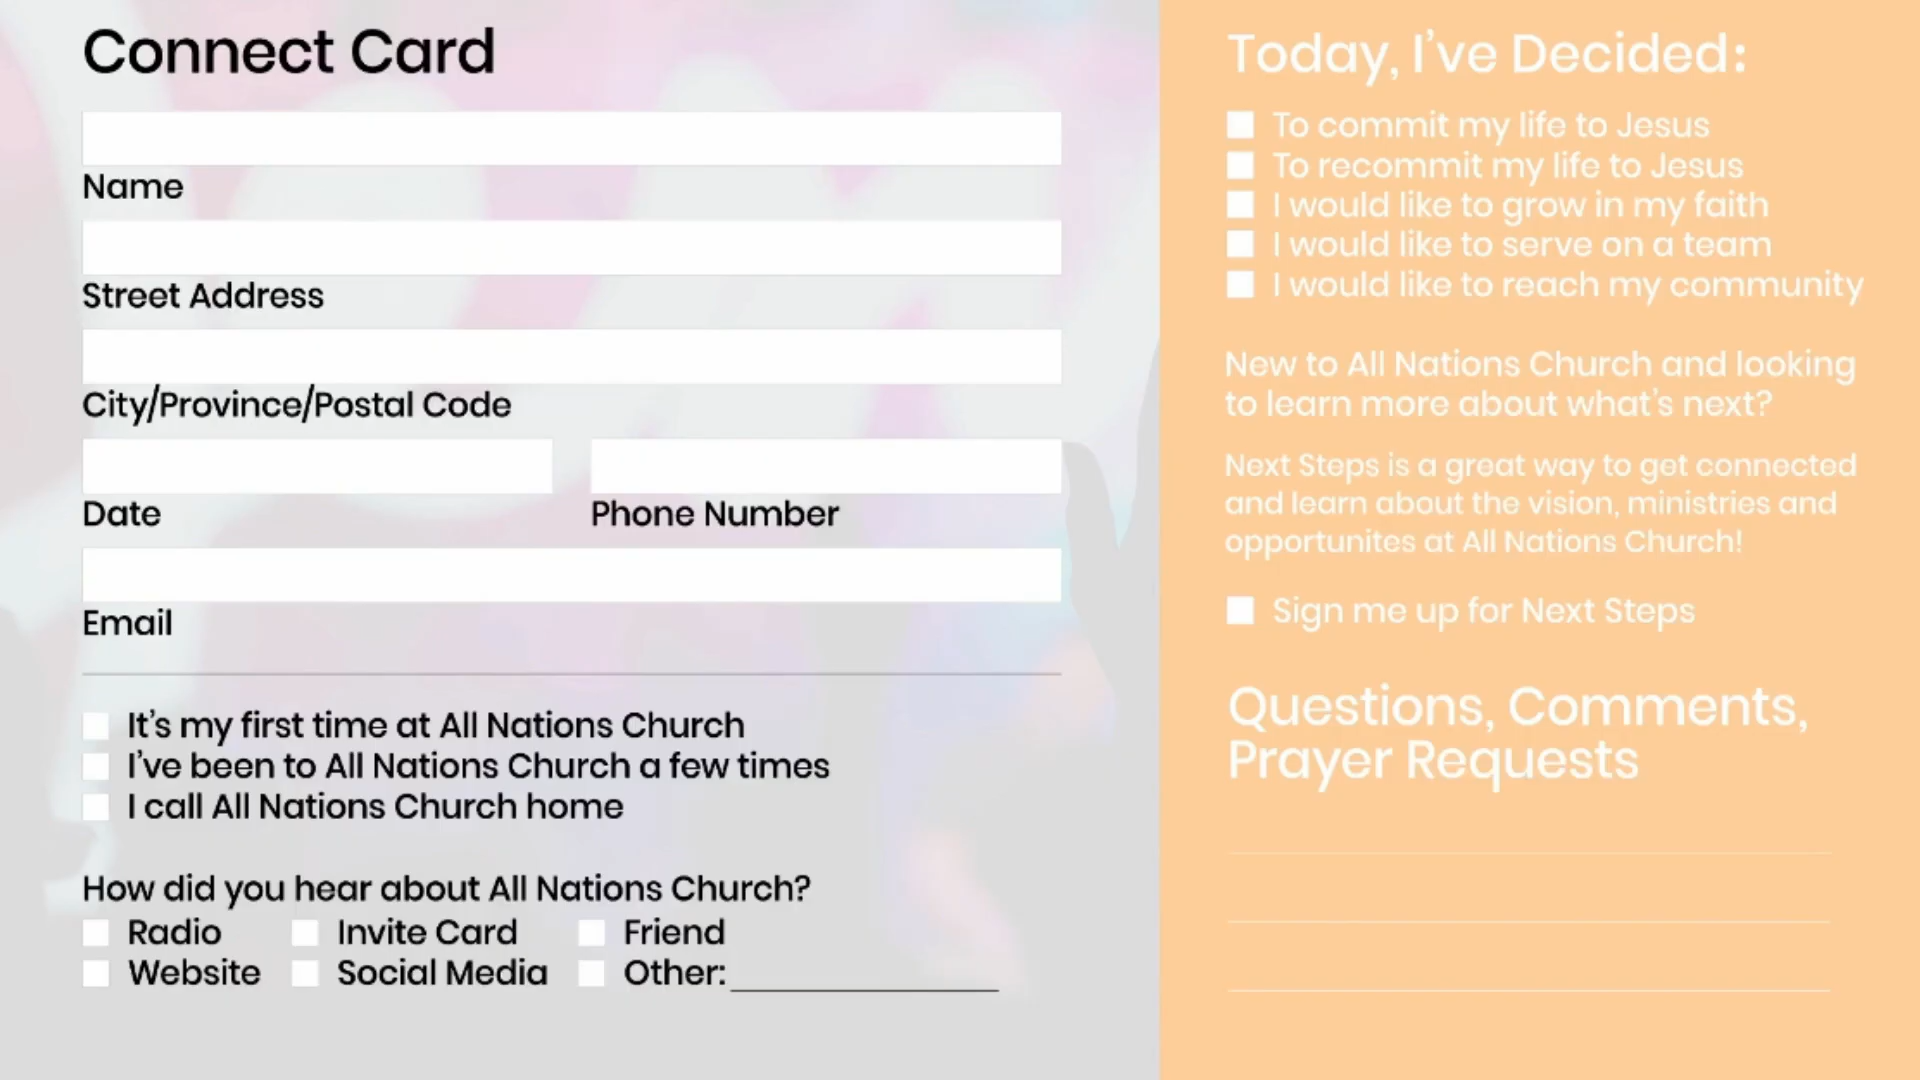 Connect Card
Name
Street Address
City/Province/Postal Code
Date
Phone Number
Email
It's my first time at All Nations Church
I've been to All Nations Church a few times
I call All Nations Church home
How did you hear about All Nations Church?
Radio Invite Card Friend
Website Social Media Other:
Today, I've Decided:
To commit my life to Jesus
To recommit my life to Jesus
I would like to grow in my faith
I would like to serve on a team
I would like to reach my community
New to All Nations Church and looking
to learn more about what's next?
Next Steps is a great way to get connected
and learn about the vision, ministries and
opportunites at All Nations Church!
Sign me up for Next Steps
Questions, Comments,
Prayer Requests